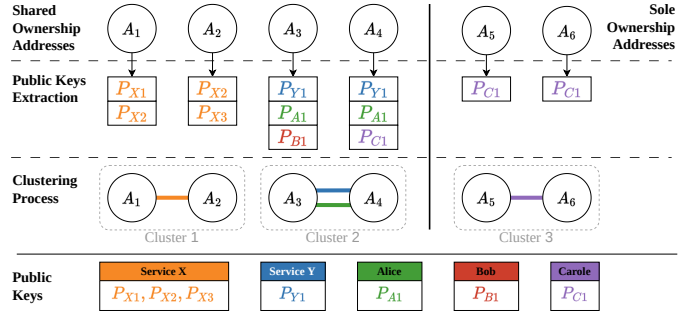 Shared Ownership Addresses
A1 A2 A3 A4 A5 A6
Sole Ownership Addresses
Public Keys Extraction
PX1 PX2 PY1 PY1 PC1 PC1
PX2 PX3 PA1 PA1
PB1 PC1
Clustering Process
A1 A2 A3 A4 A5 A6
Cluster 1 Cluster 2 Cluster 3
Public Keys
Service X Service Y Alice Bob Carole
PX1, PX2, PX3 PY1 PA1 PB1 PC1